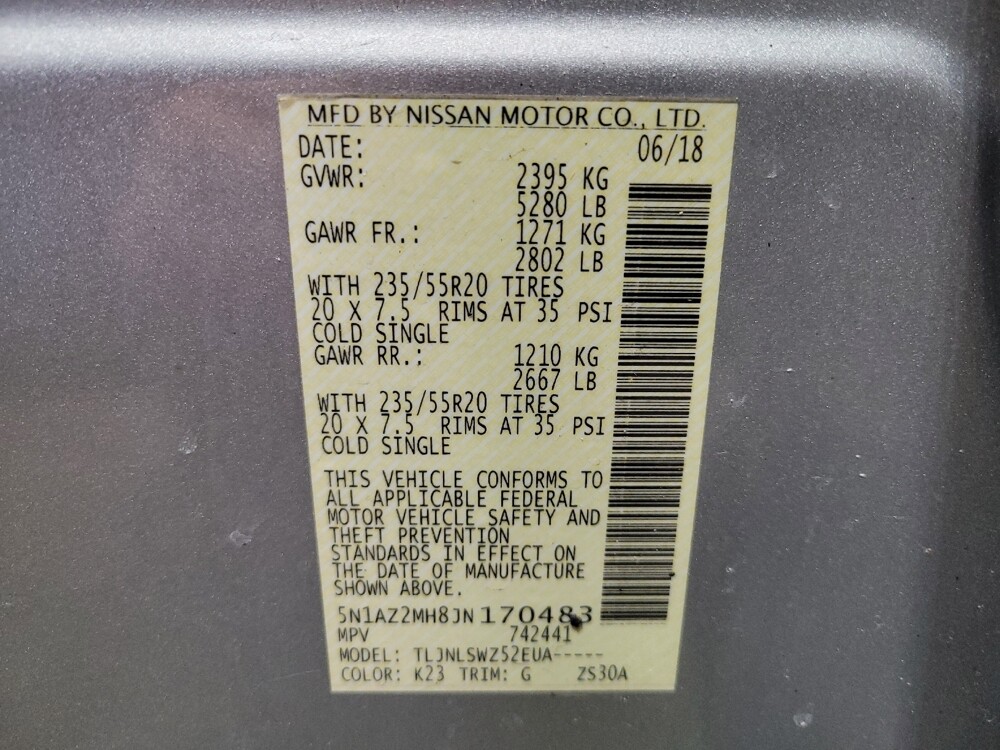 MFD BY NISSAN MOTOR CO., LTD.
DATE: 06/18
GVWR: 2395 KG
5280 LB
GAWR FR.: 1271 KG
2802 LB
WITH 235/55R20 TIRES
20 X 7.5 RIMS AT 35 PSI
COLD SINGLE
GAWR RR.: 1210 KG
2667 LB
WITH 235/55R20 TIRES
20 X 7.5 RIMS AT 35 PSI
COLD SINGLE
THIS VEHICLE CONFORMS TO
ALL APPLICABLE FEDERAL
MOTOR VEHICLE SAFETY AND
THEFT PREVENTION
STANDARDS IN EFFECT ON
THE DATE OF MANUFACTURE
SHOWN ABOVE.
5N1AZ2MH8JN170483
MPV 742441
MODEL: TLJNLSWZ52EUA-----
COLOR: K23 TRIM: G ZS30A